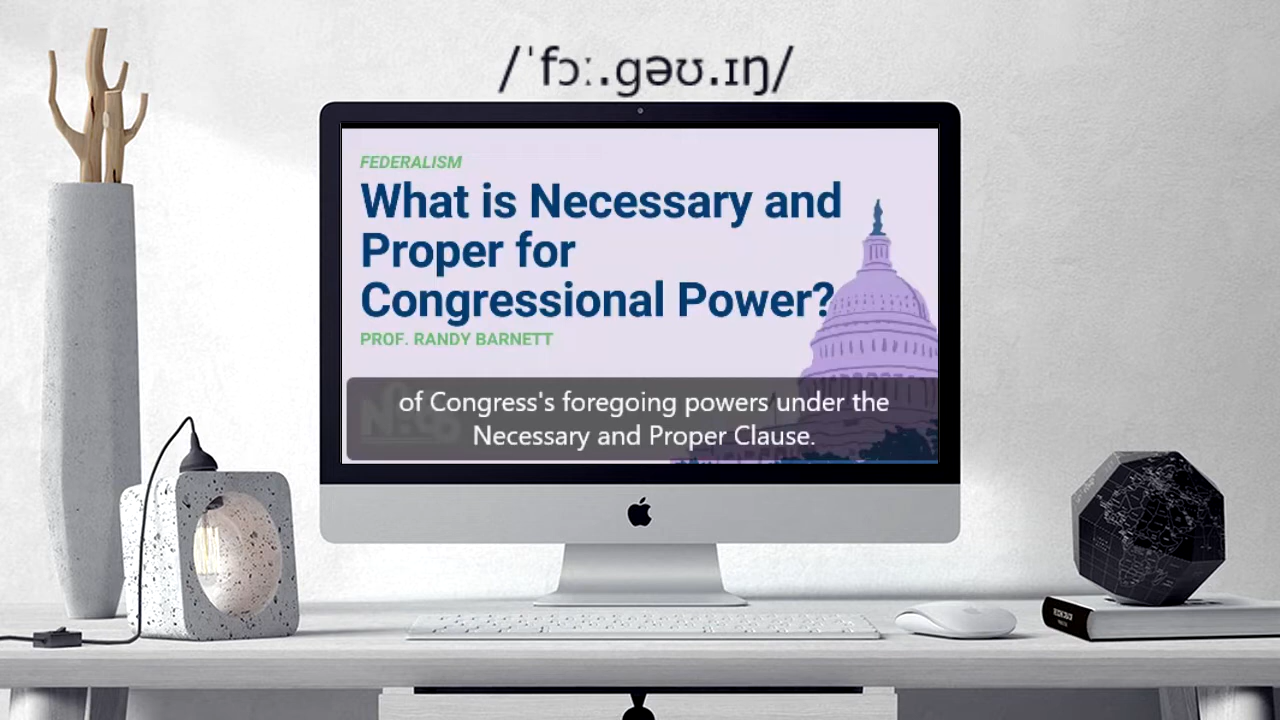 /ˈfɔː.ɡəʊ.ɪŋ/
FEDERALISM
What is Necessary and
Proper for
Congressional Power?
PROF. RANDY BARNETT
of Congress's foregoing powers under the
Necessary and Proper Clause.